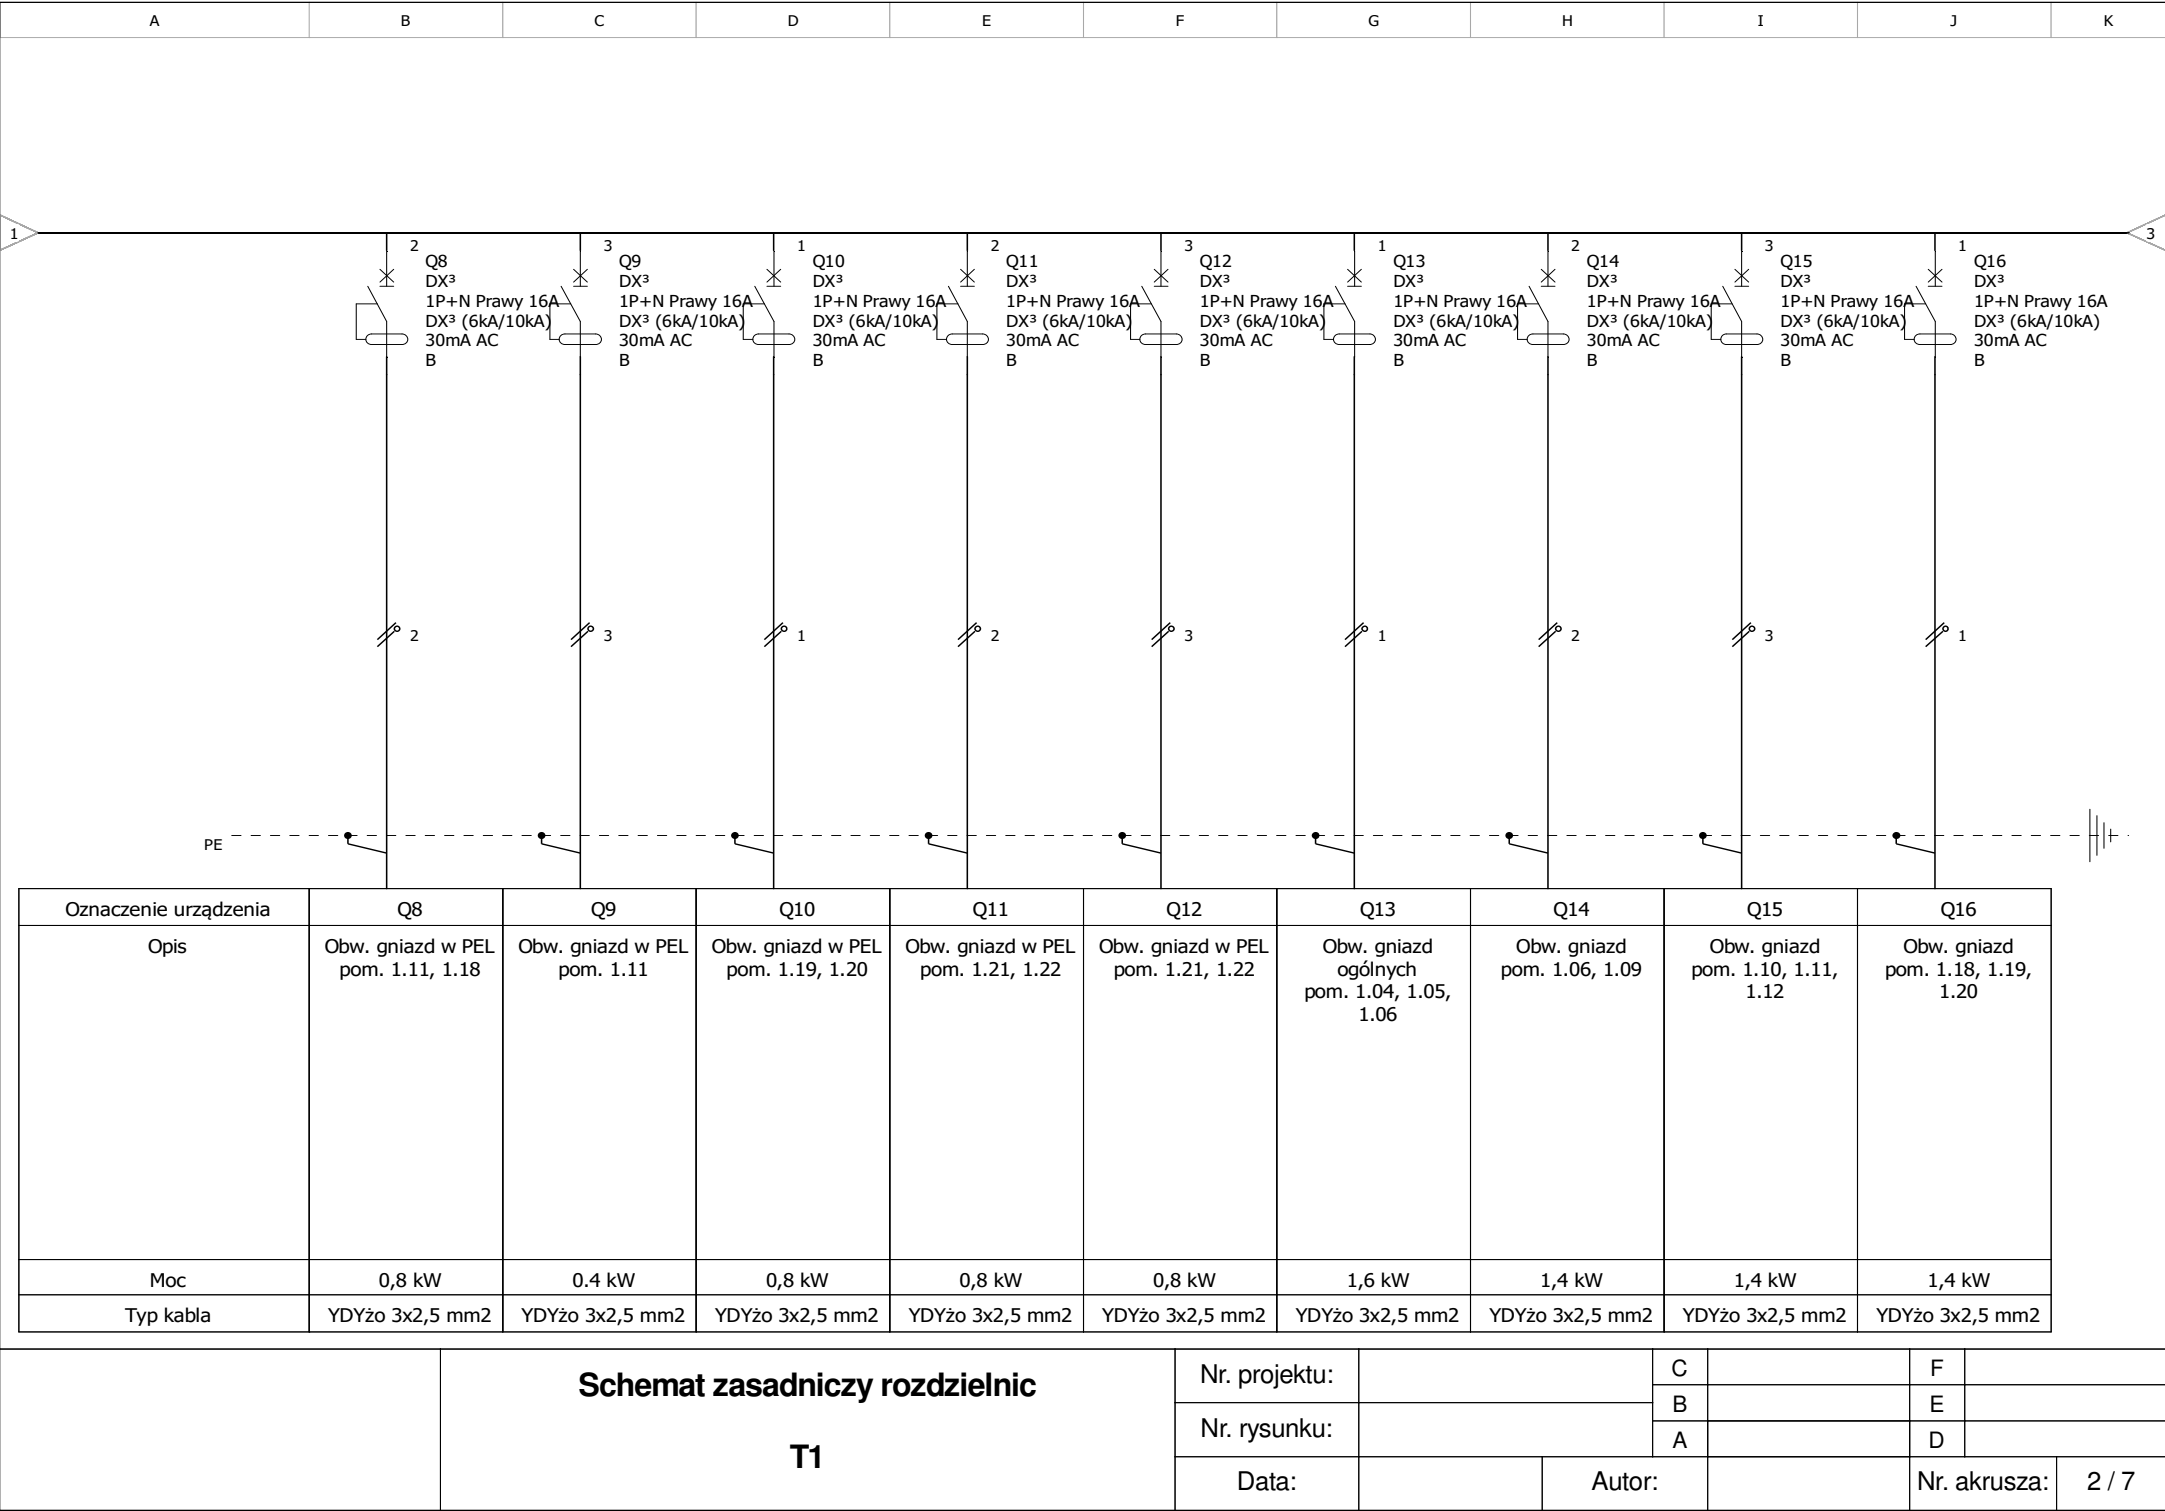 A B C D E F G H I J K
1
3
2
Q8
DX³
1P+N Prawy 16A
DX³ (6kA/10kA)
30mA AC
B
3
Q9
DX³
1P+N Prawy 16A
DX³ (6kA/10kA)
30mA AC
B
1
Q10
DX³
1P+N Prawy 16A
DX³ (6kA/10kA)
30mA AC
B
2
Q11
DX³
1P+N Prawy 16A
DX³ (6kA/10kA)
30mA AC
B
3
Q12
DX³
1P+N Prawy 16A
DX³ (6kA/10kA)
30mA AC
B
1
Q13
DX³
1P+N Prawy 16A
DX³ (6kA/10kA)
30mA AC
B
2
Q14
DX³
1P+N Prawy 16A
DX³ (6kA/10kA)
30mA AC
B
3
Q15
DX³
1P+N Prawy 16A
DX³ (6kA/10kA)
30mA AC
B
1
Q16
DX³
1P+N Prawy 16A
DX³ (6kA/10kA)
30mA AC
B
2 3 1 2 3 1 2 3 1
PE
Oznaczenie urządzenia Q8 Q9 Q10 Q11 Q12 Q13 Q14 Q15 Q16
Opis
Obw. gniazd w PEL
pom. 1.11, 1.18
Obw. gniazd w PEL
pom. 1.11
Obw. gniazd w PEL
pom. 1.19, 1.20
Obw. gniazd w PEL
pom. 1.21, 1.22
Obw. gniazd w PEL
pom. 1.21, 1.22
Obw. gniazd
ogólnych
pom. 1.04, 1.05,
1.06
Obw. gniazd
pom. 1.06, 1.09
Obw. gniazd
pom. 1.10, 1.11,
1.12
Obw. gniazd
pom. 1.18, 1.19,
1.20
Moc 0,8 kW 0.4 kW 0,8 kW 0,8 kW 0,8 kW 1,6 kW 1,4 kW 1,4 kW 1,4 kW
Typ kabla YDYżo 3x2,5 mm2 YDYżo 3x2,5 mm2 YDYżo 3x2,5 mm2 YDYżo 3x2,5 mm2 YDYżo 3x2,5 mm2 YDYżo 3x2,5 mm2 YDYżo 3x2,5 mm2 YDYżo 3x2,5 mm2 YDYżo 3x2,5 mm2
Schemat zasadniczy rozdzielnic
T1
Nr. projektu:
Nr. rysunku:
C F
B E
A D
Data: Autor: Nr. akrusza: 2 / 7